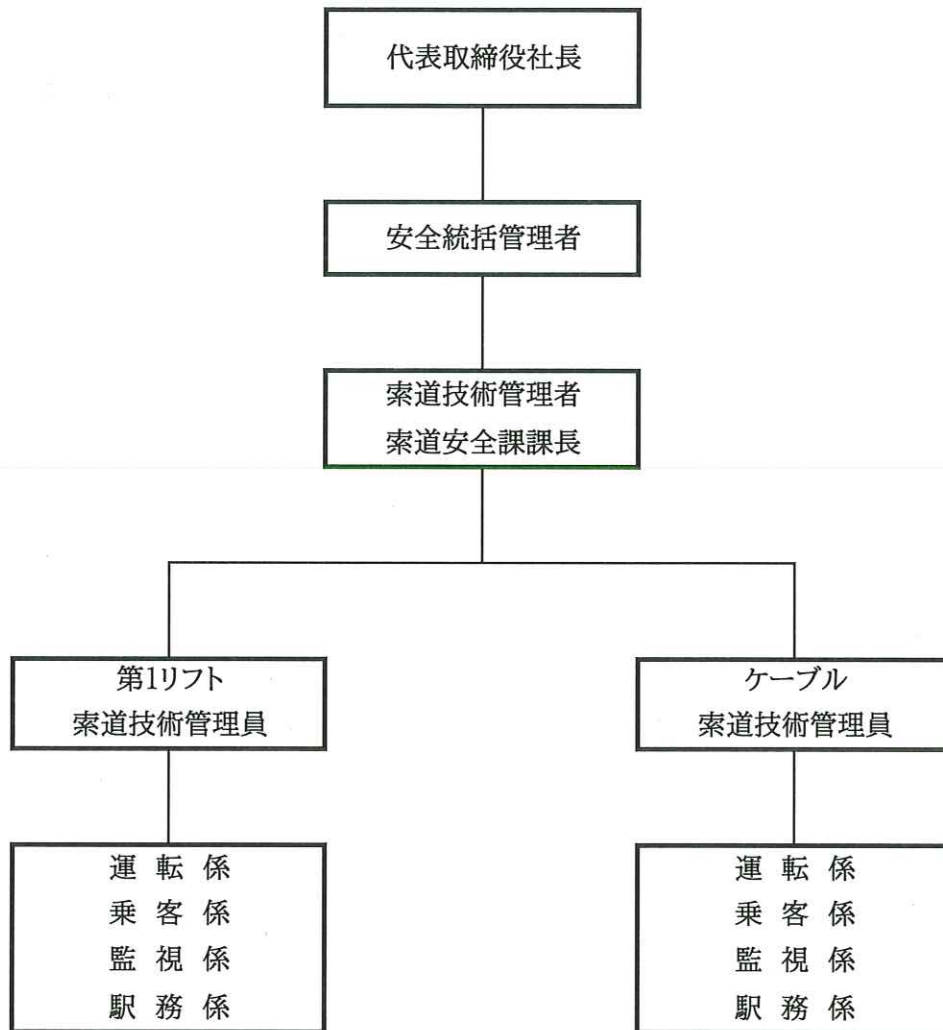 代表取締役社長
安全統括管理者
索道技術管理者
索道安全課課長
第1リフト
索道技術管理員
ケーブル
索道技術管理員
運 転 係
乗 客 係
監 視 係
駅 務 係
運 転 係
乗 客 係
監 視 係
駅 務 係